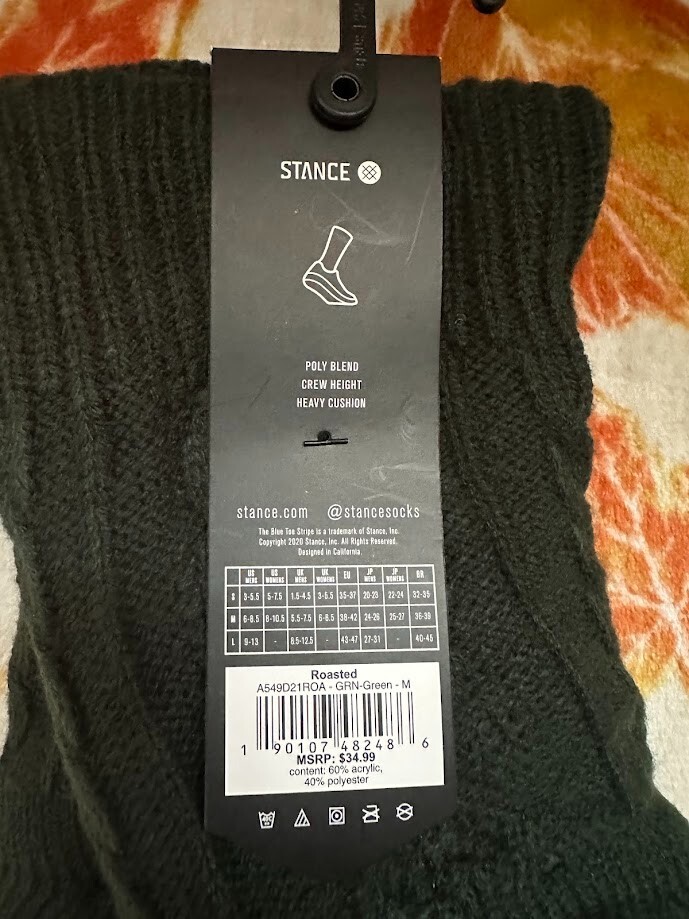 STANCE
POLY BLEND
CREW HEIGHT
HEAVY CUSHION
stance.com @stancesocks
The Blue Toe Stripe is a trademark of Stance, Inc.
Copyright 2020 Stance, Inc. All Rights Reserved.
Designed in California.
US MENS US WOMENS UK MENS UK WOMENS EU JP MENS JP WOMENS BR
S 3-5.5 5-7.5 1.5-4.5 3-5.5 35-37 20-23 22-24 32-35
M 6-8.5 8-10.5 5.5-7.5 6-8.5 38-42 24-26 25-27 36-39
L 9-13 - 8.5-12.5 - 43-47 27-31 - 40-45
Roasted
A549D21ROA - GRN-Green - M
1 90107 48248 6
MSRP: $34.99
content: 60% acrylic,
40% polyester